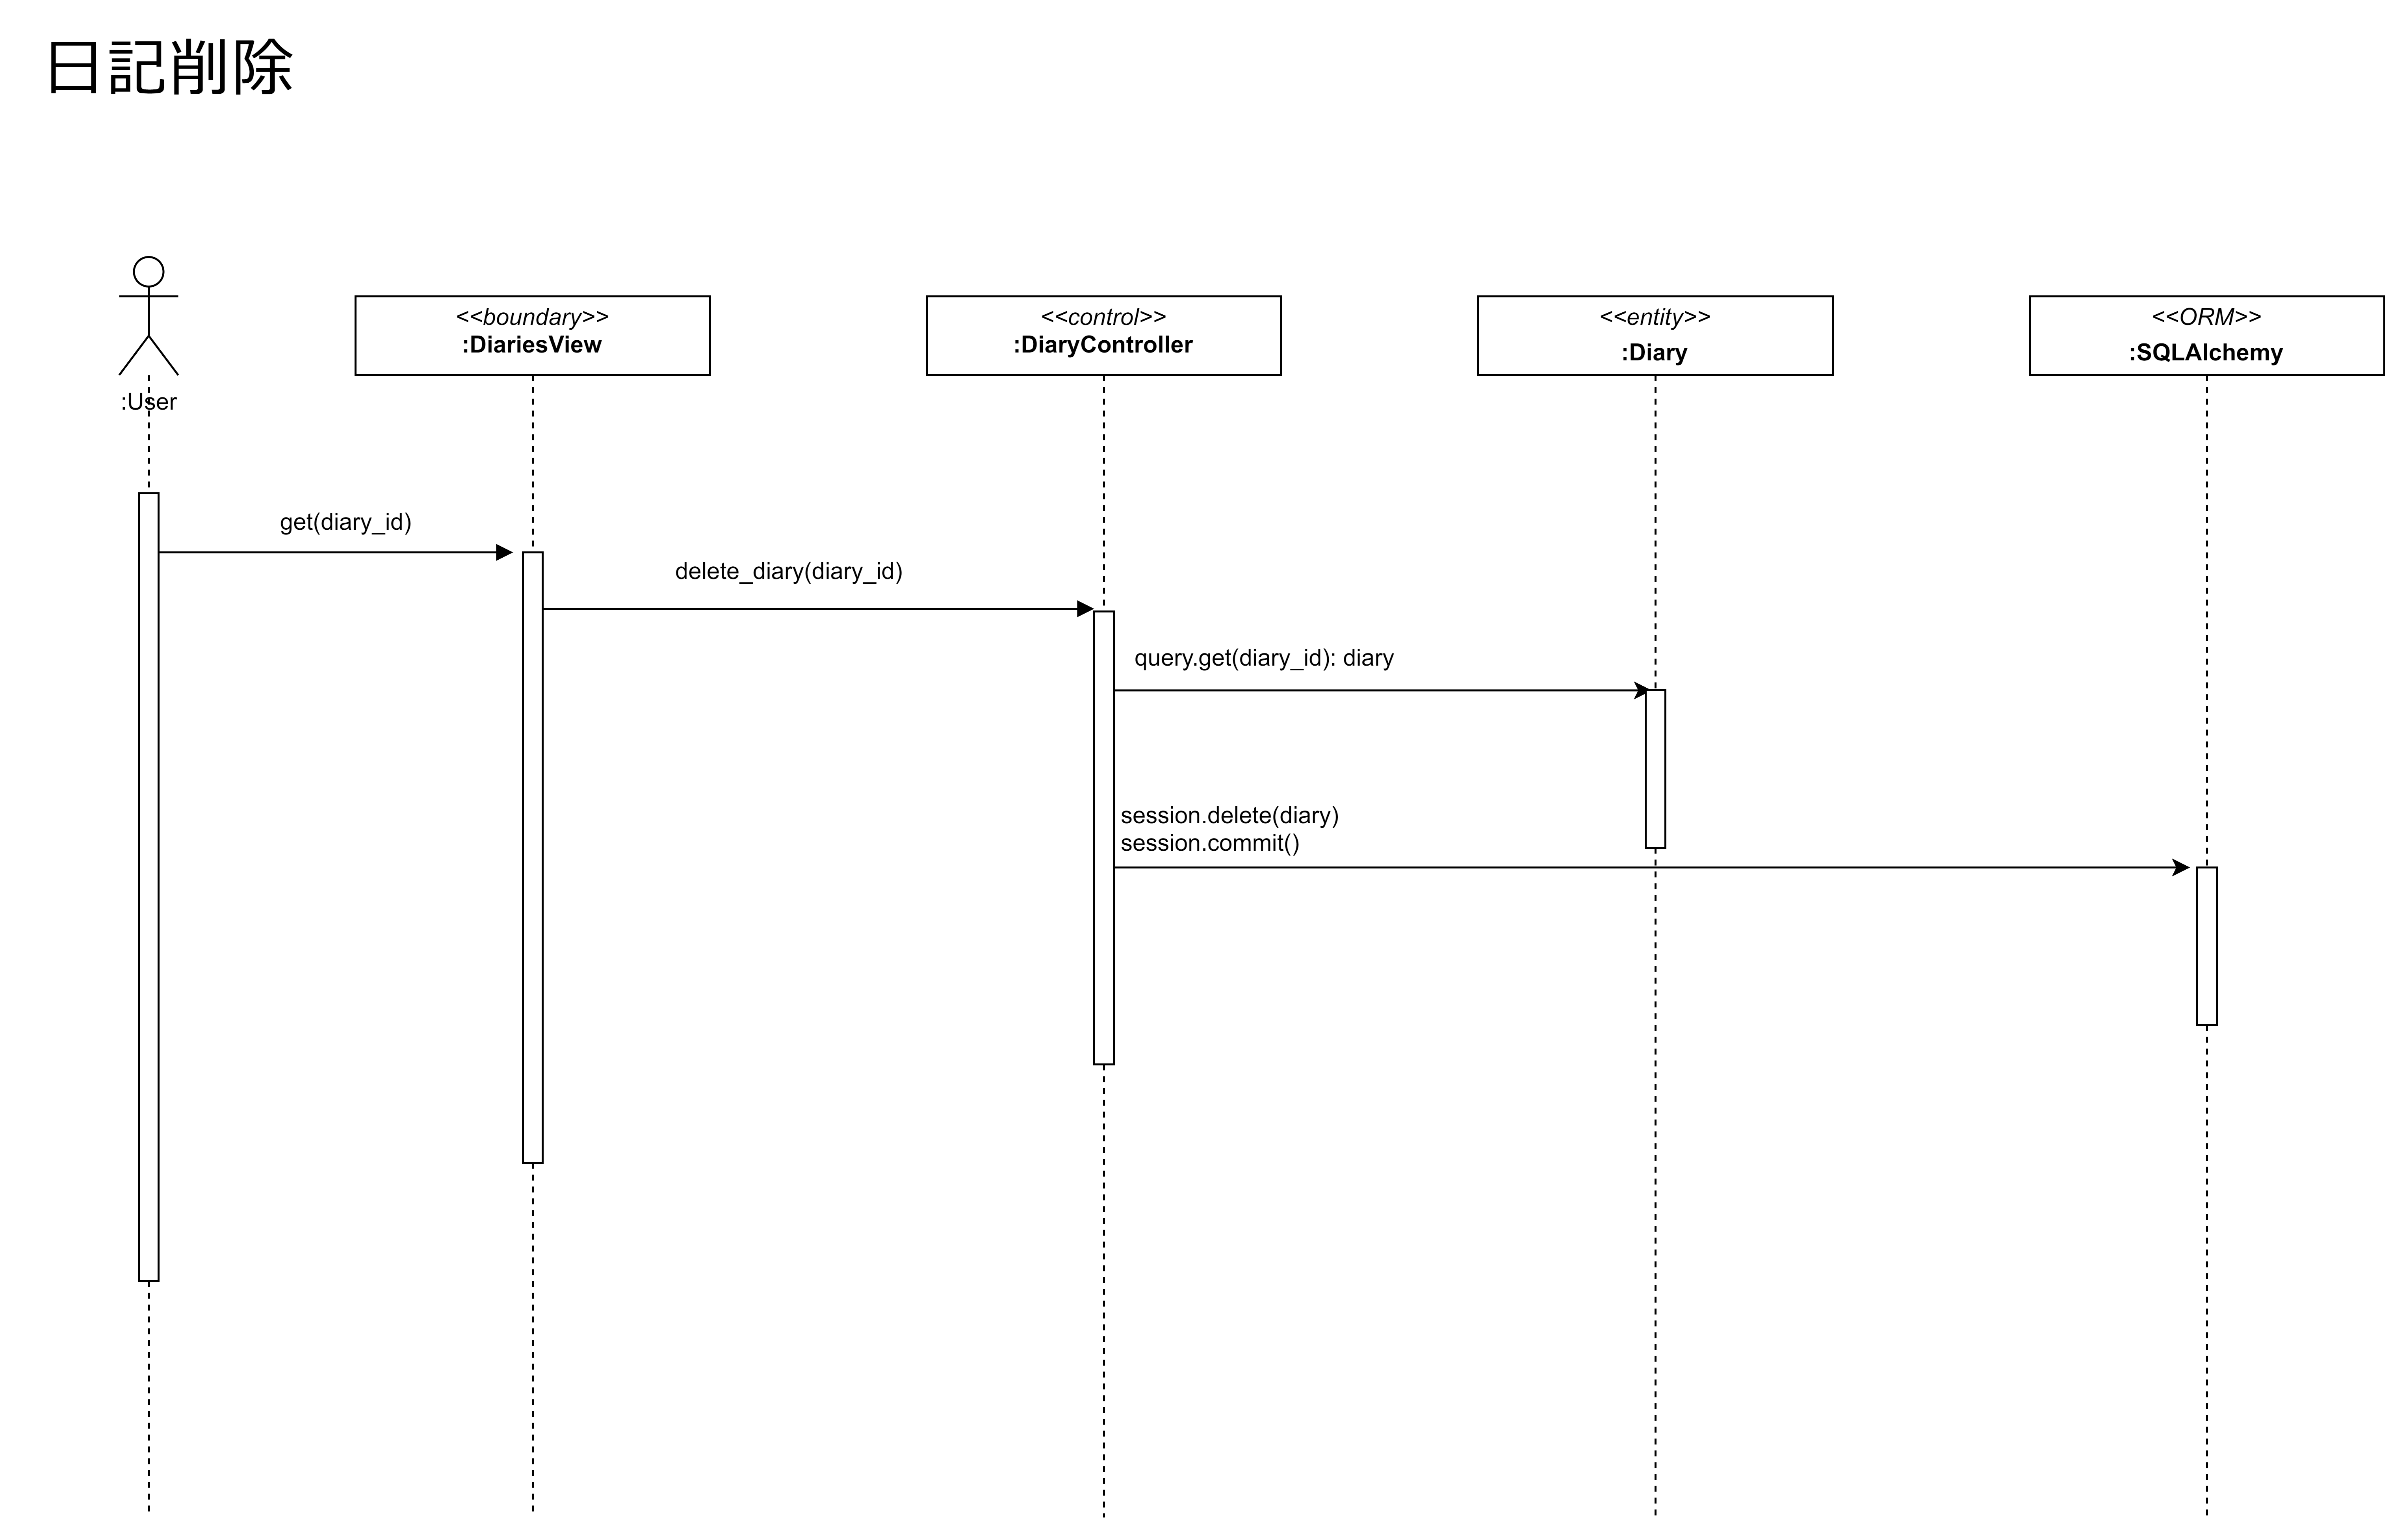 日記削除
:User
<<boundary>>
:DiariesView
<<control>>
:DiaryController
<<entity>>
:Diary
<<ORM>>
:SQLAlchemy
get(diary_id)
delete_diary(diary_id)
query.get(diary_id): diary
session.delete(diary)
session.commit()